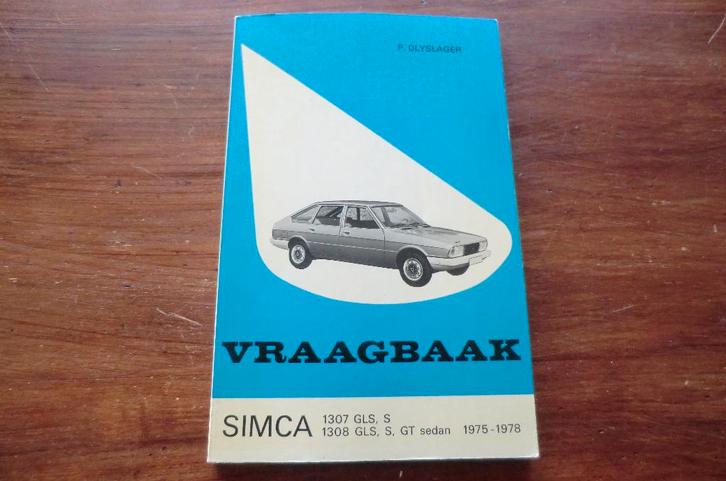 P. OLYSLAGER
VRAAGBAAK
SIMCA
1307 GLS, S
1308 GLS, S, GT sedan 1975-1978